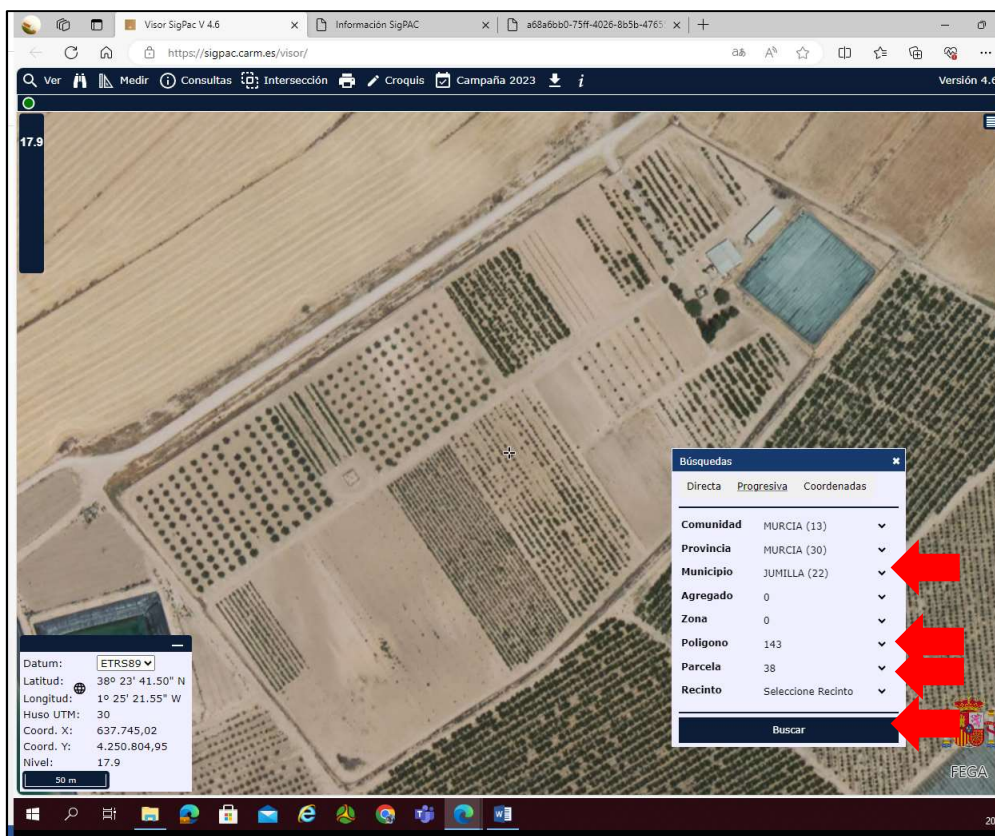 Visor SigPac V 4.6
Información SigPAC
a68a6bb0-75ff-4026-8b5b-4765
https://sigpac.carm.es/visor/
Ver Medir Consultas Intersección Croquis Campaña 2023 Versión 4.6
17.9
Búsquedas
Directa Progresiva Coordenadas
Comunidad MURCIA (13)
Provincia MURCIA (30)
Municipio JUMILLA (22)
Agregado 0
Zona 0
Poligono 143
Parcela 38
Recinto Seleccione Recinto
Buscar
Datum: ETRS89
Latitud: 38º 23' 41.50" N
Longitud: 1º 25' 21.55" W
Huso UTM: 30
Coord. X: 637.745,02
Coord. Y: 4.250.804,95
Nivel: 17.9
50 m
FEGA
20